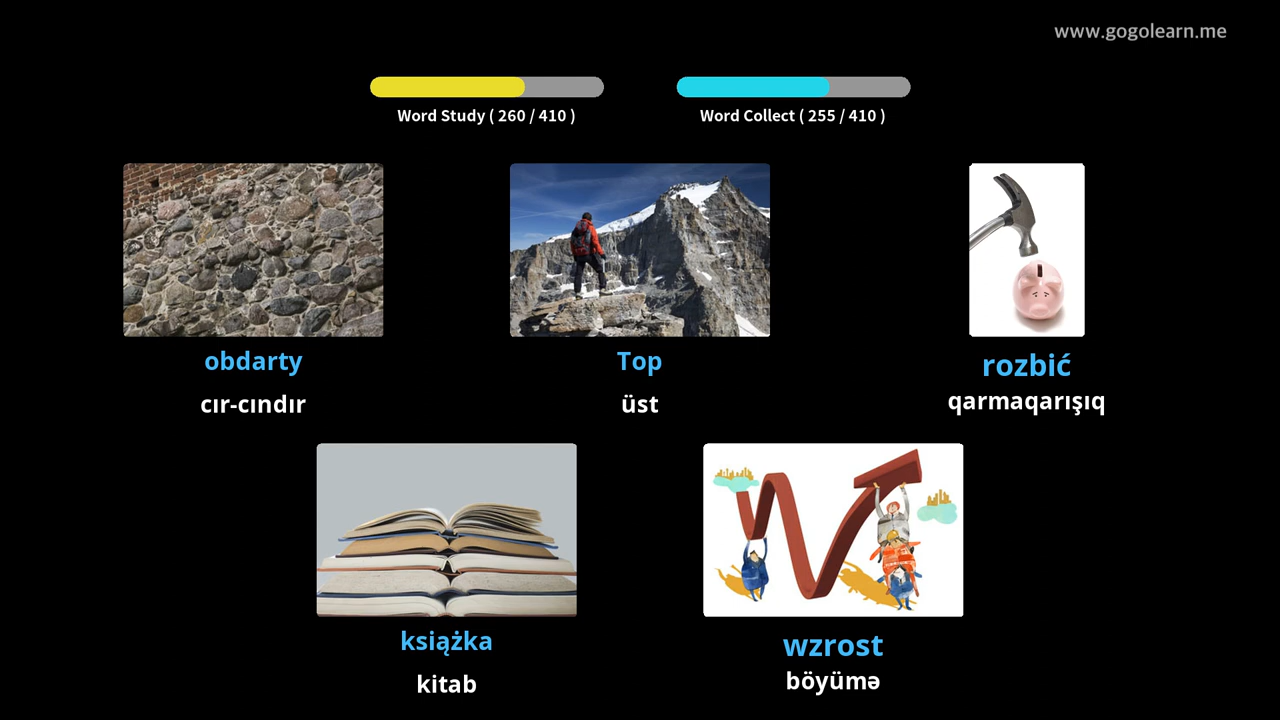 www.gogolearn.me
Word Study ( 260 / 410 )
Word Collect ( 255 / 410 )
obdarty
cır-cındır
Top
üst
rozbić
qarmaqarışıq
książka
kitab
wzrost
böyümə